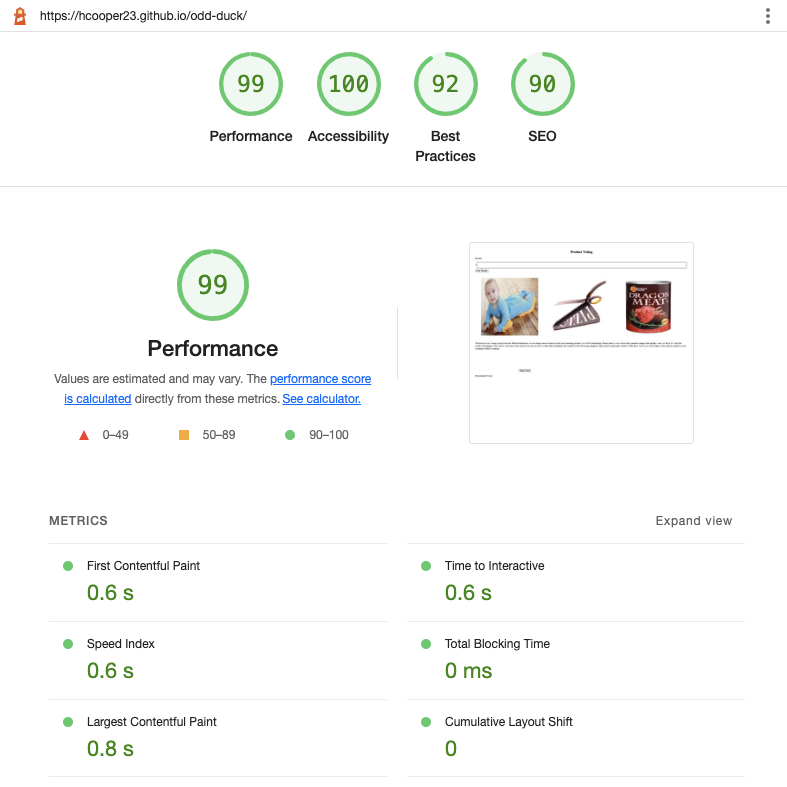 https://hcooper23.github.io/odd-duck/
99
100
92
90
Performance
Accessibility
Best
Practices
SEO
99
Performance
Values are estimated and may vary. The performance score
is calculated directly from these metrics. See calculator.
0–49
50–89
90–100
Product Voting
DRAGON
MEAT
PIZZA
METRICS
Expand view
First Contentful Paint
0.6 s
Time to Interactive
0.6 s
Speed Index
0.6 s
Total Blocking Time
0 ms
Largest Contentful Paint
0.8 s
Cumulative Layout Shift
0